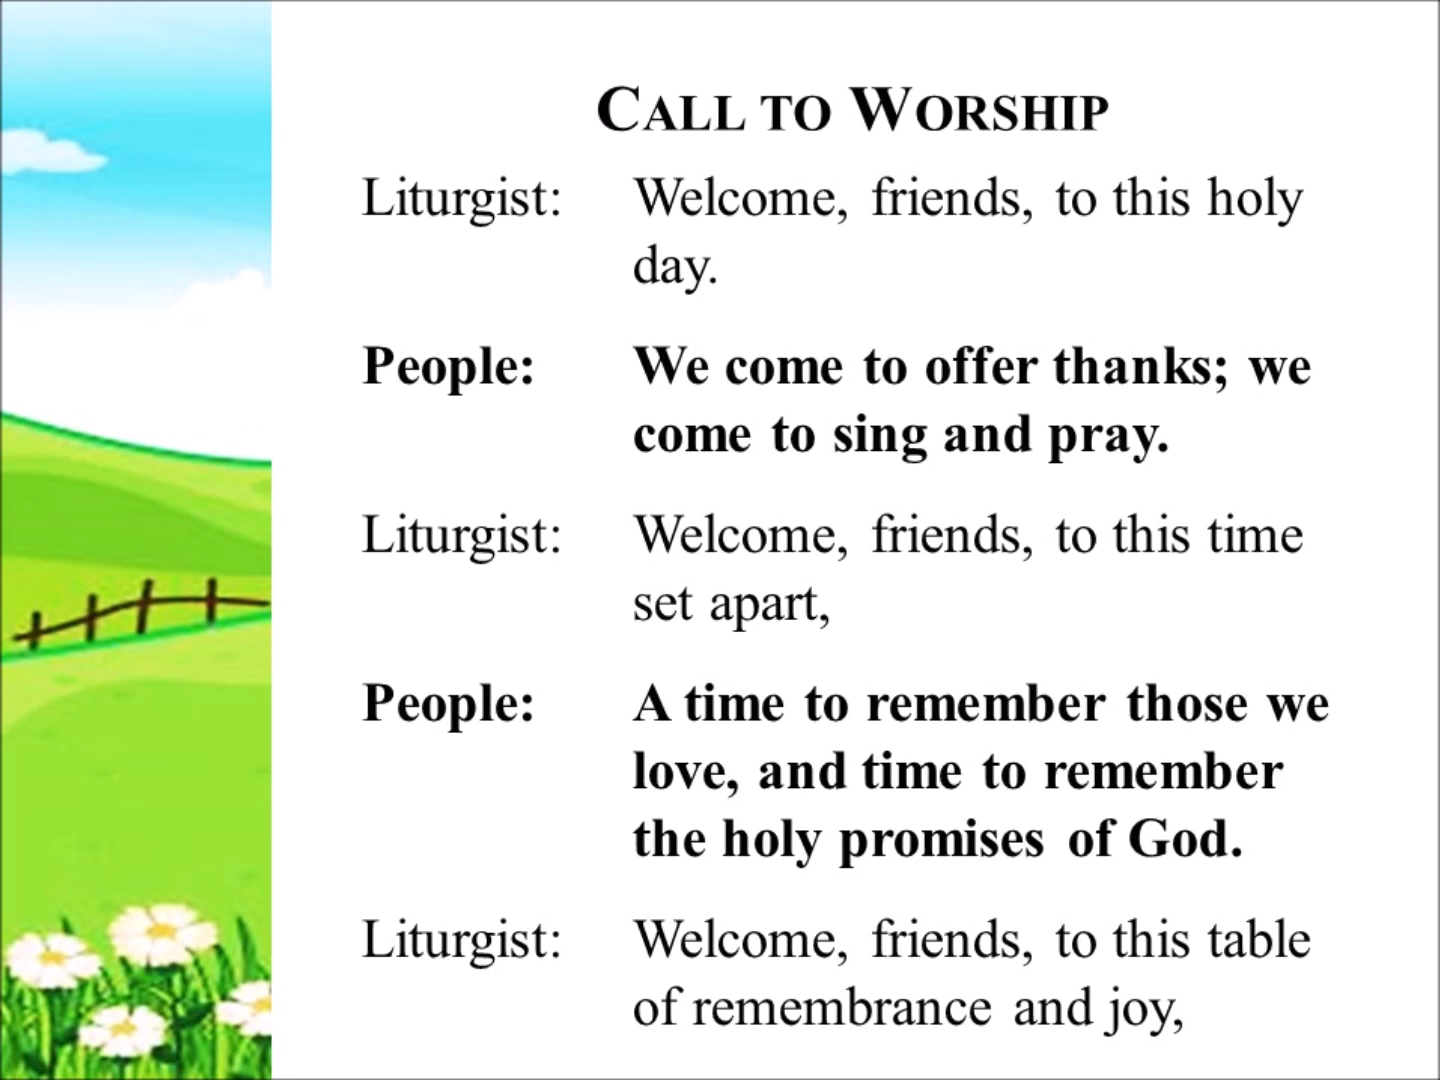 CALL TO WORSHIP
Liturgist: Welcome, friends, to this holy
day.
People: We come to offer thanks; we
come to sing and pray.
Liturgist: Welcome, friends, to this time
set apart,
People: A time to remember those we
love, and time to remember
the holy promises of God.
Liturgist: Welcome, friends, to this table
of remembrance and joy,